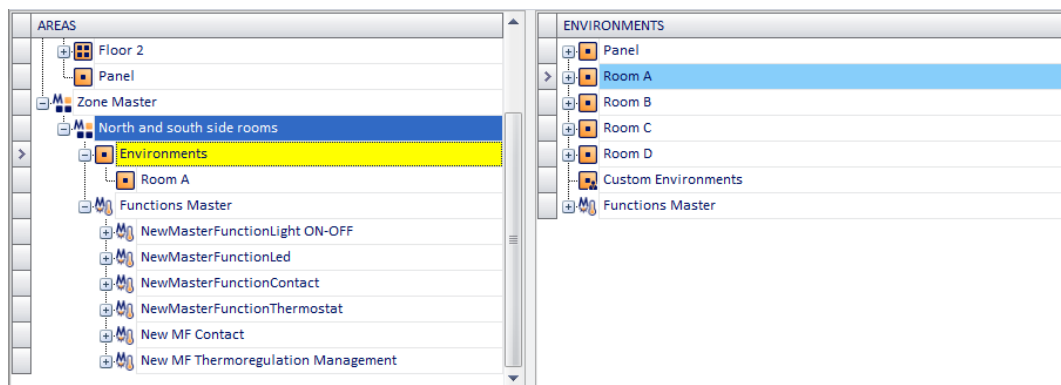 AREAS
Floor 2
Panel
Zone Master
North and south side rooms
Environments
Room A
Functions Master
NewMasterFunctionLight ON-OFF
NewMasterFunctionLed
NewMasterFunctionContact
NewMasterFunctionThermostat
New MF Contact
New MF Thermoregulation Management
ENVIRONMENTS
Panel
Room A
Room B
Room C
Room D
Custom Environments
Functions Master